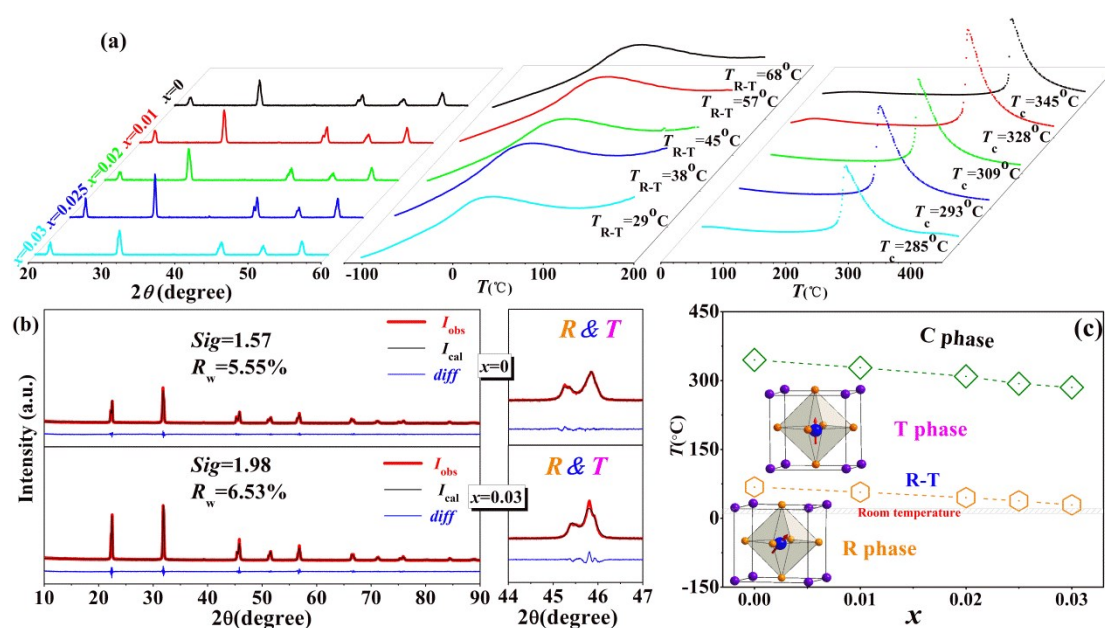 (a)
x=0
x=0.01
x=0.02
x=0.025
x=0.03
20 30 40 50 60
2θ(degree)
T_R-T=68°C
T_R-T=57°C
T_R-T=45°C
T_R-T=38°C
T_R-T=29°C
-100 0 100 200
T(℃)
T_c=345°C
T_c=328°C
T_c=309°C
T_c=293°C
T_c=285°C
0 100 200 300 400
T(℃)
(b)
Sig=1.57
R_w=5.55%
I_obs
I_cal
diff
x=0
R & T
Sig=1.98
R_w=6.53%
I_obs
I_cal
diff
x=0.03
R & T
Intensity (a.u.)
10 20 30 40 50 60 70 80 90
2θ(degree)
44 45 46 47
2θ(degree)
(c)
C phase
T phase
R-T
Room temperature
R phase
450
300
150
0
-150
T(°C)
0.00 0.01 0.02 0.03
x